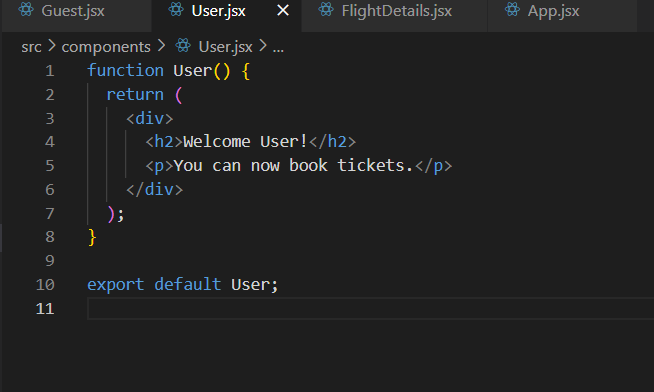 Guest.jsx User.jsx × FlightDetails.jsx App.jsx
src > components > User.jsx > ...
1 function User() {
2   return (
3     <div>
4       <h2>Welcome User!</h2>
5       <p>You can now book tickets.</p>
6     </div>
7   );
8 }
9
10 export default User;
11